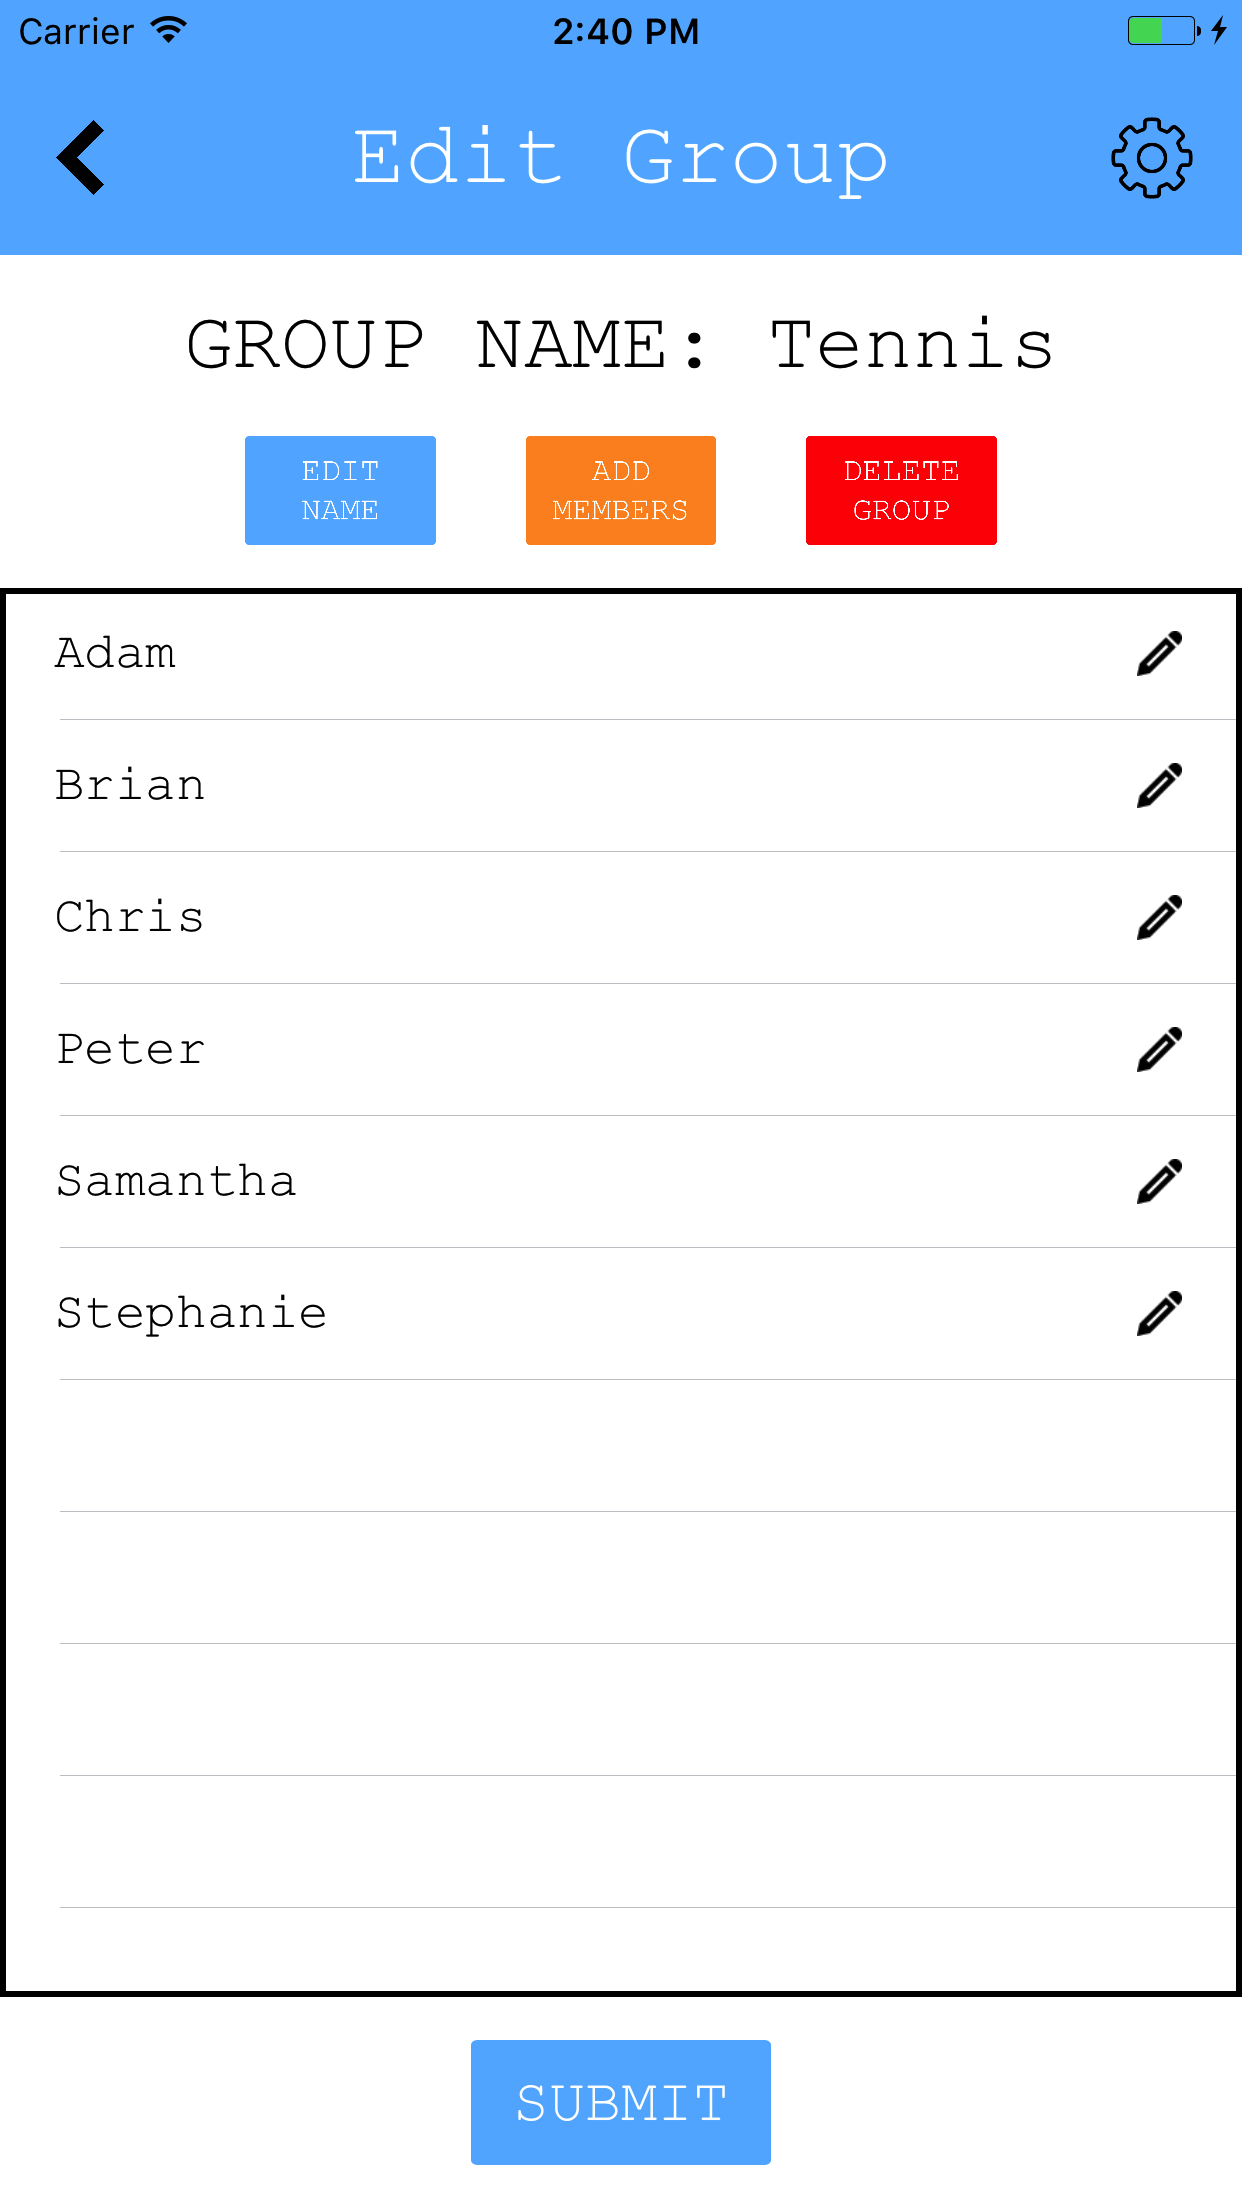 Carrier 2:40 PM
Edit Group
GROUP NAME: Tennis
EDIT
NAME
ADD
MEMBERS
DELETE
GROUP
Adam
Brian
Chris
Peter
Samantha
Stephanie
SUBMIT